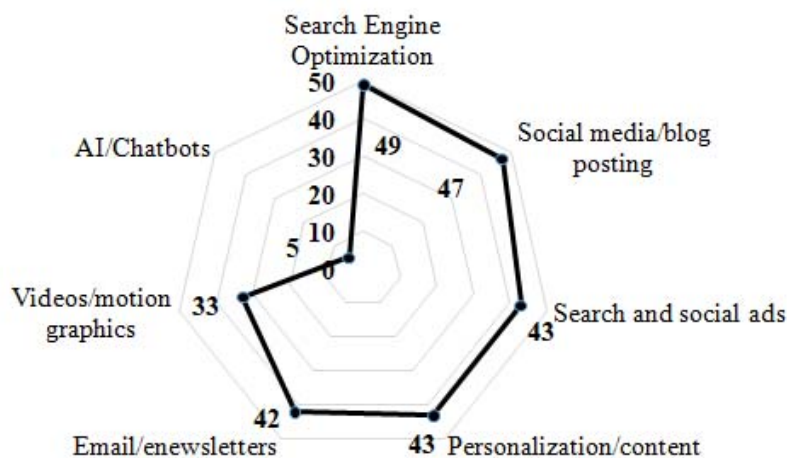 Search Engine
Optimization
50
40
30
20
10
0
49
Social media/blog
posting
47
Search and social ads
43
Personalization/content
43
Email/enewsletters
42
Videos/motion
graphics
33
AI/Chatbots
5